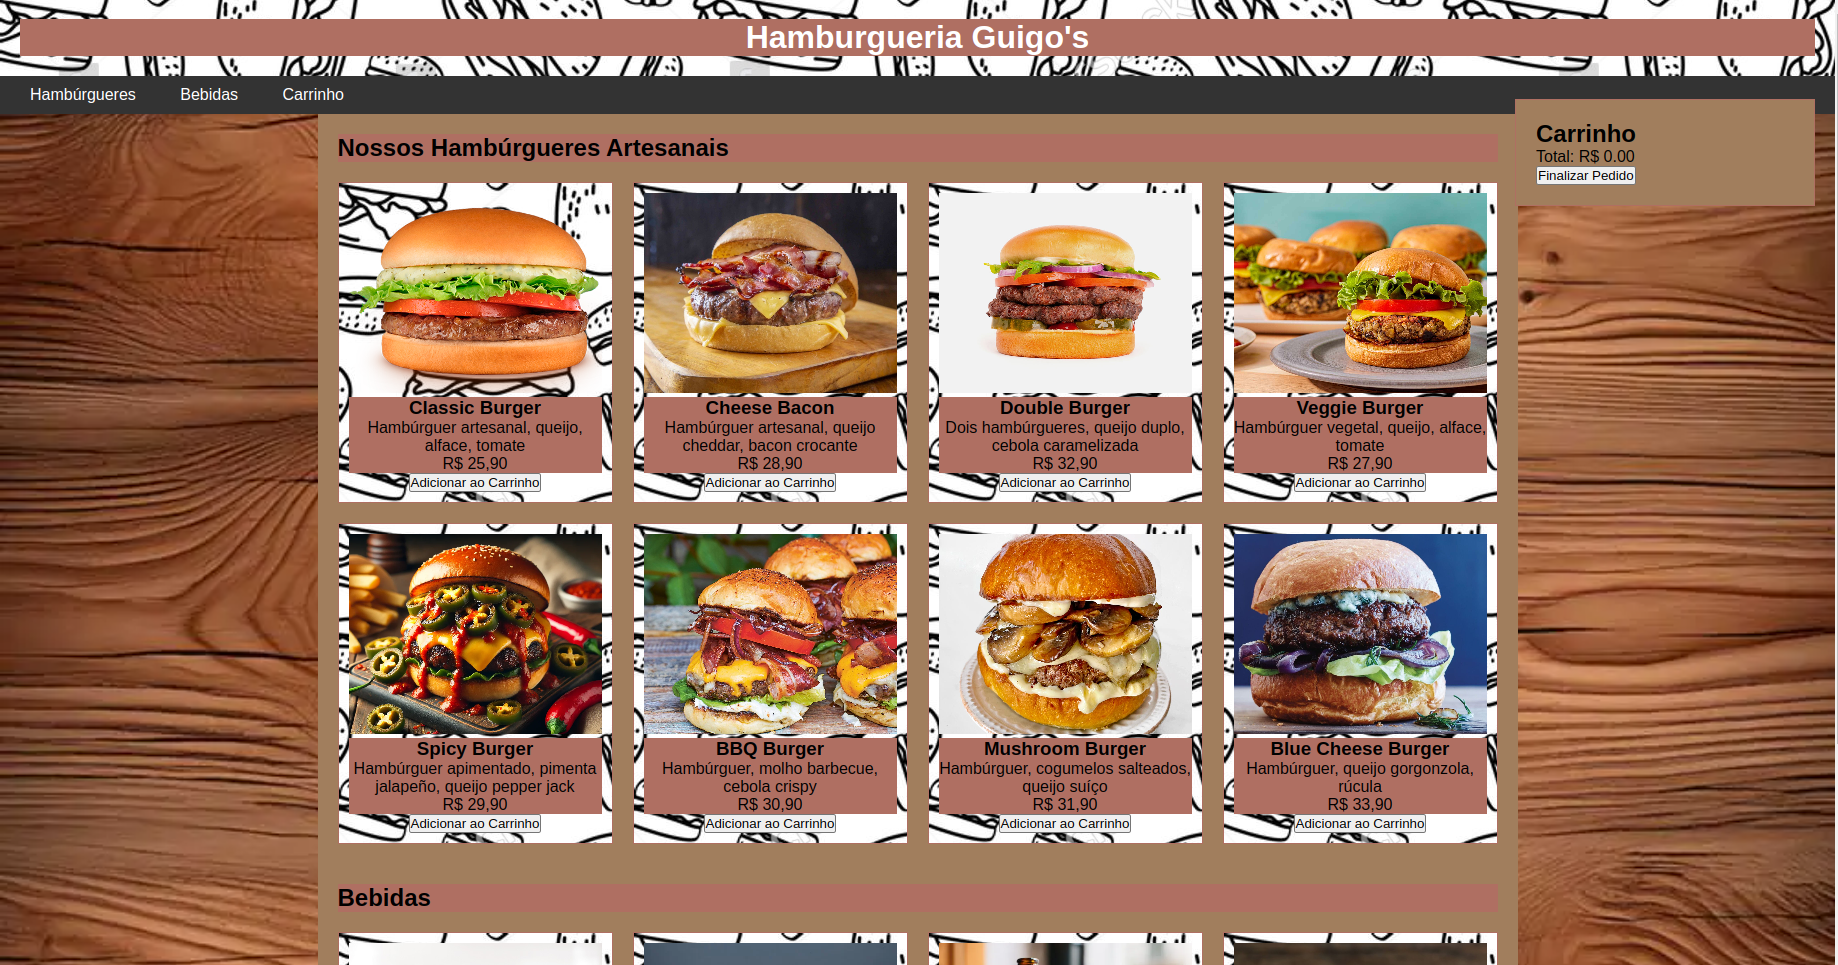 Hamburgueria Guigo's
Hambúrgueres
Bebidas
Carrinho
Carrinho
Total: R$ 0.00
Finalizar Pedido
Nossos Hambúrgueres Artesanais
Classic Burger
Hambúrguer artesanal, queijo,
alface, tomate
R$ 25,90
Adicionar ao Carrinho
Cheese Bacon
Hambúrguer artesanal, queijo
cheddar, bacon crocante
R$ 28,90
Adicionar ao Carrinho
Double Burger
Dois hambúrgueres, queijo duplo,
cebola caramelizada
R$ 32,90
Adicionar ao Carrinho
Veggie Burger
Hambúrguer vegetal, queijo, alface,
tomate
R$ 27,90
Adicionar ao Carrinho
Spicy Burger
Hambúrguer apimentado, pimenta
jalapeño, queijo pepper jack
R$ 29,90
Adicionar ao Carrinho
BBQ Burger
Hambúrguer, molho barbecue,
cebola crispy
R$ 30,90
Adicionar ao Carrinho
Mushroom Burger
Hambúrguer, cogumelos salteados,
queijo suíço
R$ 31,90
Adicionar ao Carrinho
Blue Cheese Burger
Hambúrguer, queijo gorgonzola,
rúcula
R$ 33,90
Adicionar ao Carrinho
Bebidas